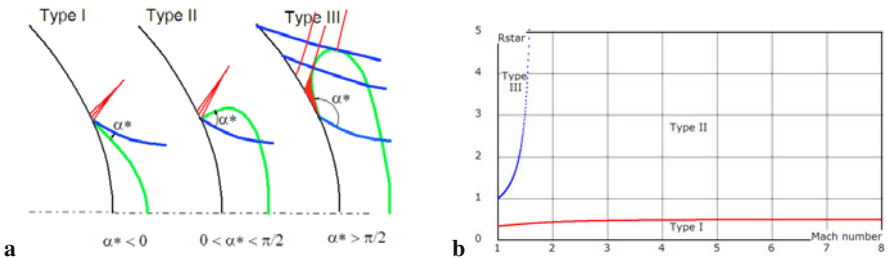 Type I Type II Type III
α* α* α*
α* < 0 0 < α* < π/2 α* > π/2
a
5
4
3
2
1
0
Rstar
Type
III
Type II
Type I
Mach number
1 2 3 4 5 6 7 8
b